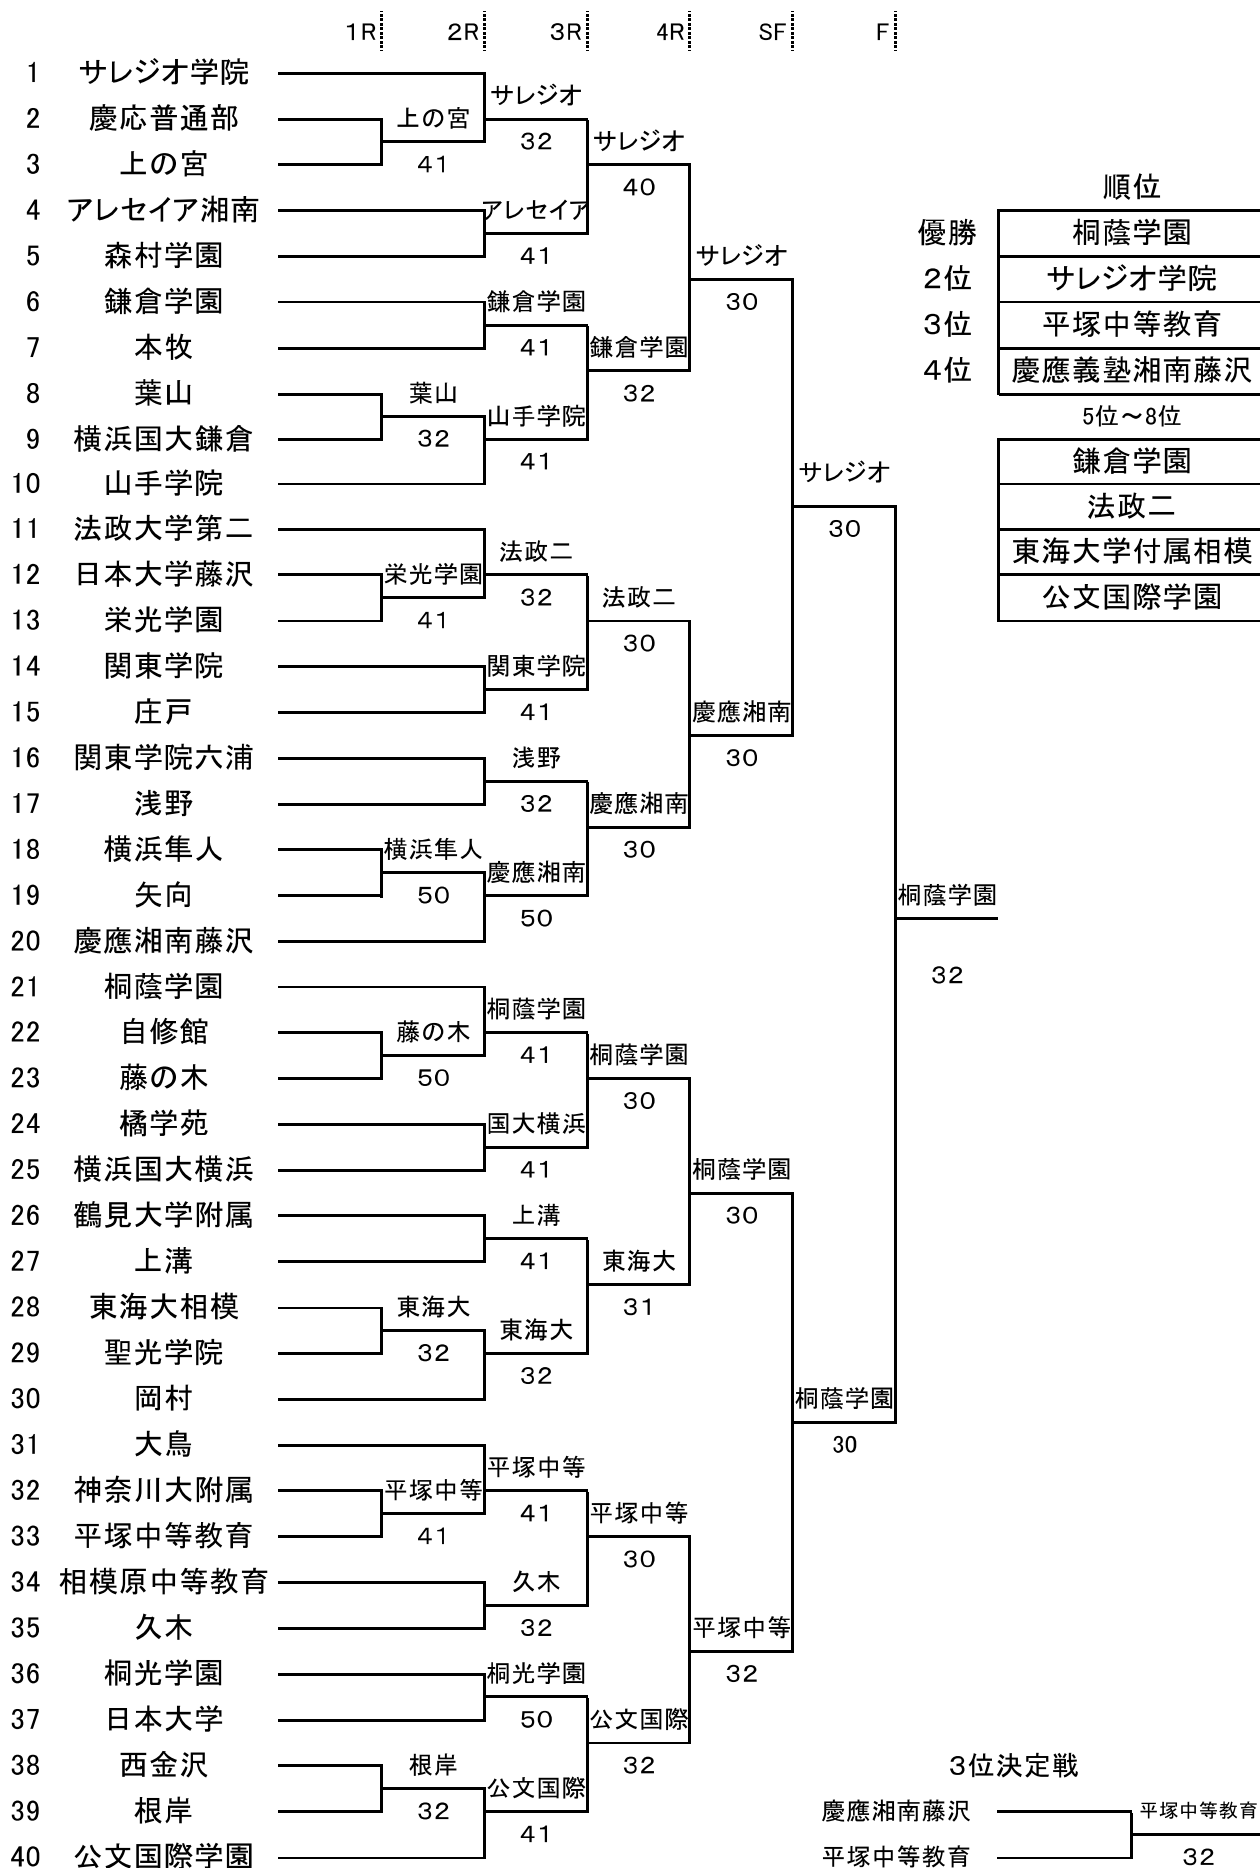 1R 2R 3R 4R SF F
1 サレジオ学院
サレジオ
2 慶応普通部 上の宮
32 サレジオ
3 上の宮 41
40 順位
4 アレセイア湘南 アレセイア
優勝 桐蔭学園
5 森村学園 41 サレジオ
2位 サレジオ学院
6 鎌倉学園 鎌倉学園 30
3位 平塚中等教育
7 本牧 41 鎌倉学園
4位 慶應義塾湘南藤沢
8 葉山 葉山 32
山手学院 5位～8位
9 横浜国大鎌倉 32
41 サレジオ 鎌倉学園
10 山手学院
法政二
11 法政大学第二 30
法政二 東海大学付属相模
12 日本大学藤沢 栄光学園
32 法政二 公文国際学園
13 栄光学園 41
30
14 関東学院 関東学院
15 庄戸 41 慶應湘南
16 関東学院六浦 浅野 30
17 浅野 32 慶應湘南
18 横浜隼人 横浜隼人 30
慶應湘南
19 矢向 50 桐蔭学園
50
20 慶應湘南藤沢
32
21 桐蔭学園
桐蔭学園
22 自修館 藤の木
41 桐蔭学園
23 藤の木 50
30
24 橘学苑 国大横浜
25 横浜国大横浜 41 桐蔭学園
26 鶴見大学附属 上溝 30
27 上溝 41 東海大
28 東海大相模 東海大 31
東海大
29 聖光学院 32
32
30 岡村 桐蔭学園
31 大鳥 30
平塚中等
32 神奈川大附属 平塚中等
41 平塚中等
33 平塚中等教育 41
30
34 相模原中等教育 久木
35 久木 32 平塚中等
36 桐光学園 桐光学園 32
37 日本大学 50 公文国際
38 西金沢 根岸 32 3位決定戦
公文国際
39 根岸 32 慶應湘南藤沢 平塚中等教育
41
40 公文国際学園 平塚中等教育 32